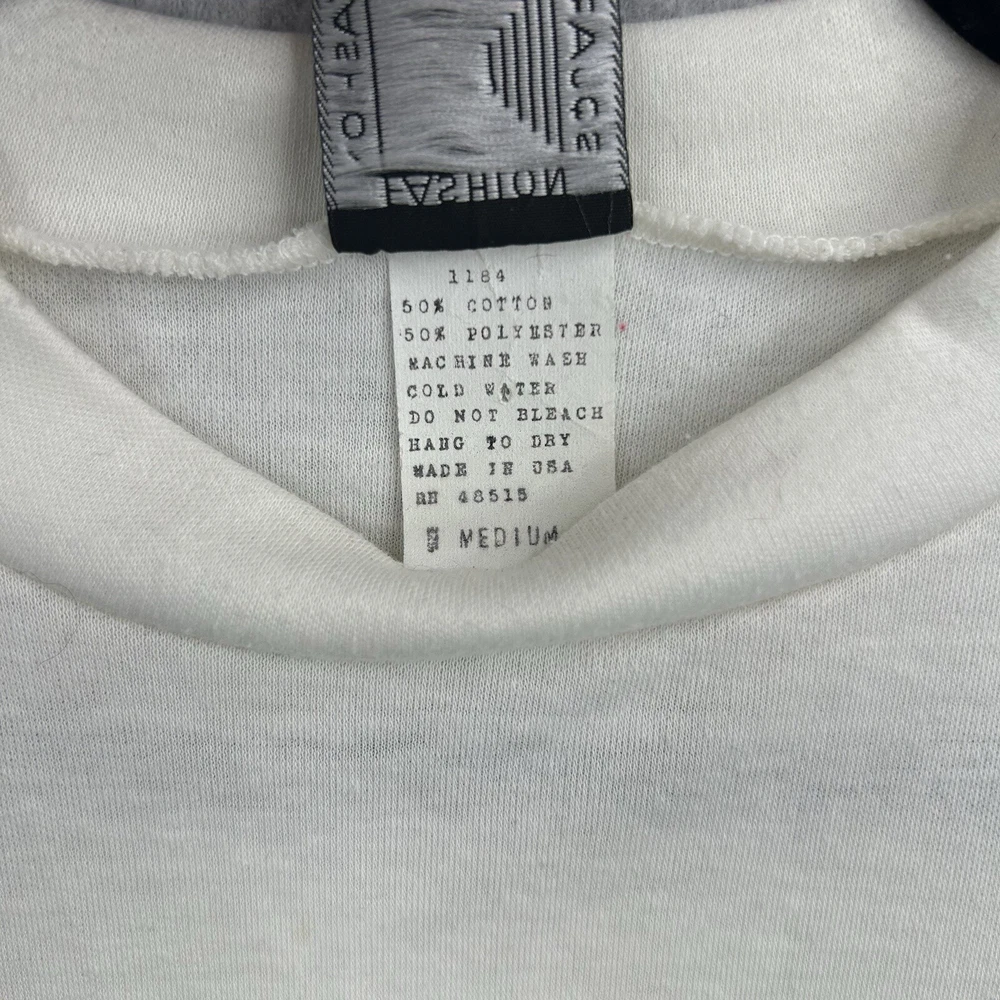 FASHION
1184
50% COTTON
50% POLYESTER
MACHINE WASH
COLD WATER
DO NOT BLEACH
HANG TO DRY
MADE IN USA
RN 48515
MEDIUM